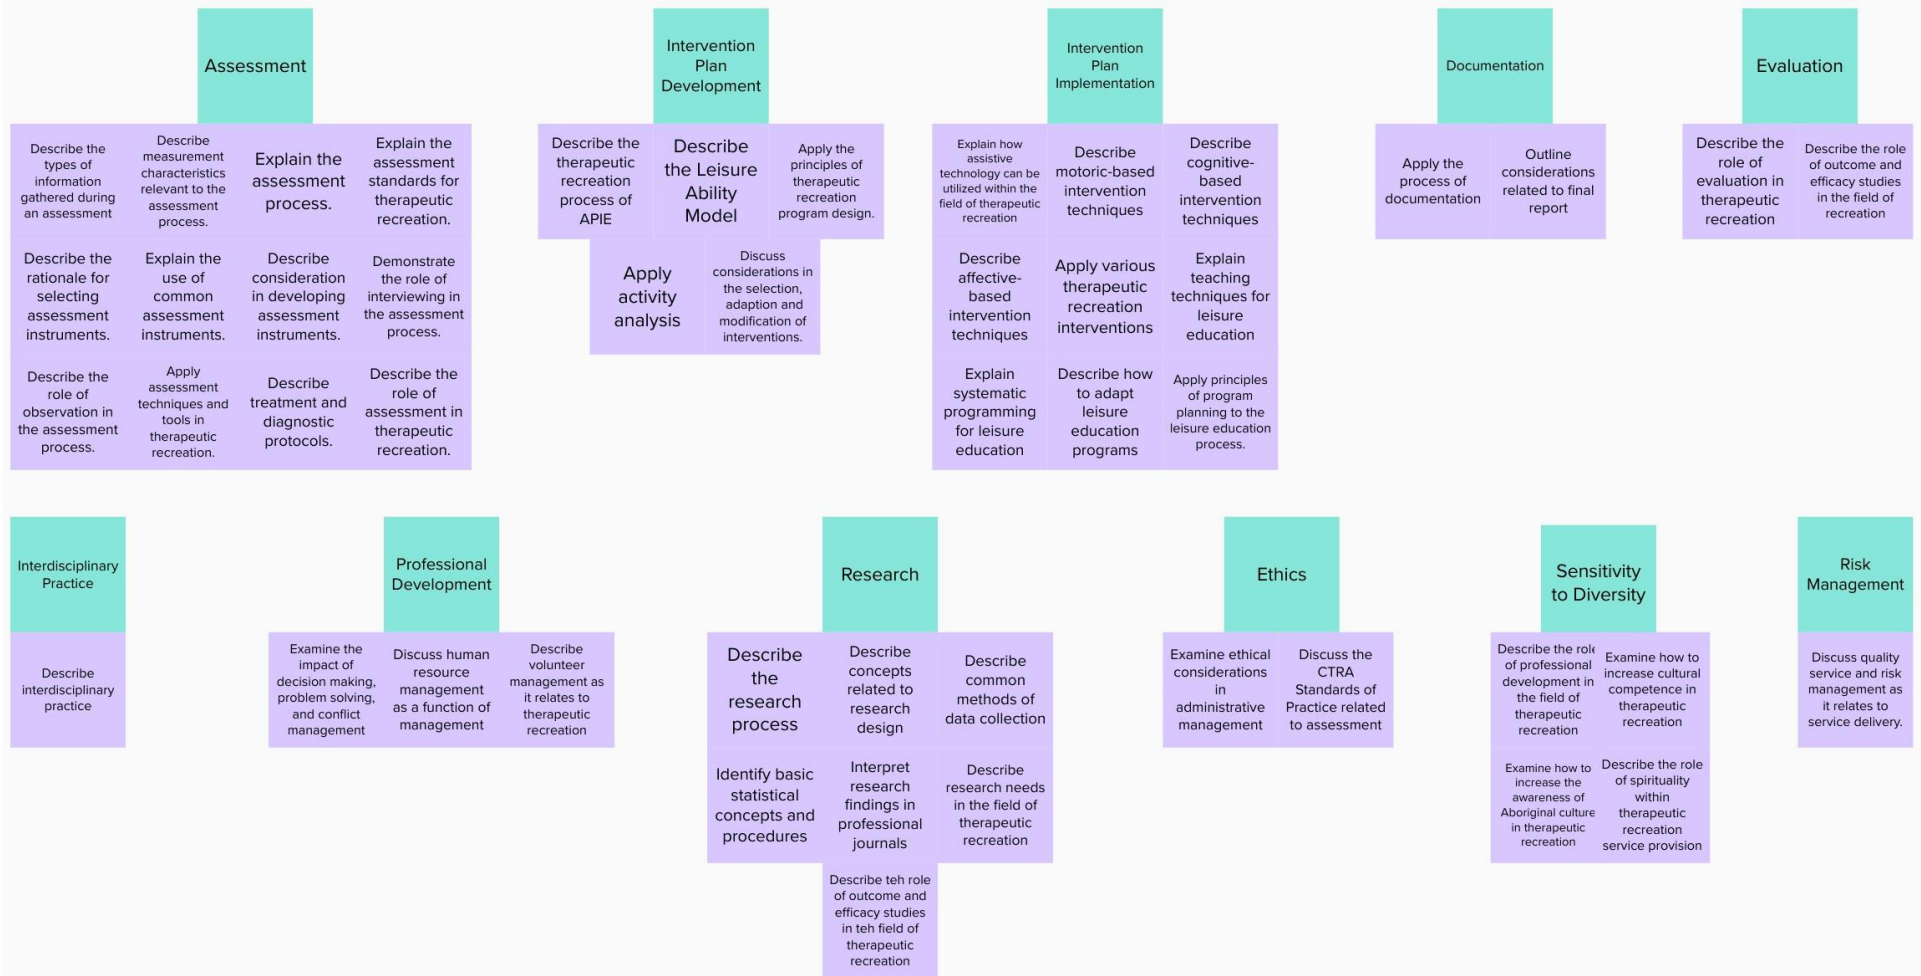 Assessment
Describe the
types of
information
gathered during
an assessment
Describe
measurement
characteristics
relevant to the
assessment
process.
Explain the
assessment
process.
Explain the
assessment
standards for
therapeutic
recreation.
Describe the
rationale for
selecting
assessment
instruments.
Explain the
use of
common
assessment
instruments.
Describe
consideration
in developing
assessment
instruments.
Demonstrate
the role of
interviewing in
the assessment
process.
Describe the
role of
observation in
the assessment
process.
Apply
assessment
techniques and
tools in
therapeutic
recreation.
Describe
treatment and
diagnostic
protocols.
Describe the
role of
assessment in
therapeutic
recreation.
Intervention
Plan
Development
Describe the
therapeutic
recreation
process of
APIE
Describe
the Leisure
Ability
Model
Apply the
principles of
therapeutic
recreation
program design.
Apply
activity
analysis
Discuss
considerations in
the selection,
adaption and
modification of
interventions.
Intervention
Plan
Implementation
Explain how
assistive
technology can be
utilized within the
field of therapeutic
recreation
Describe
motoric-based
intervention
techniques
Describe
cognitive-
based
intervention
techniques
Describe
affective-
based
intervention
techniques
Apply various
therapeutic
recreation
interventions
Explain
teaching
techniques for
leisure
education
Explain
systematic
programming
for leisure
education
Describe how
to adapt
leisure
education
programs
Apply principles
of program
planning to the
leisure education
process.
Documentation
Apply the
process of
documentation
Outline
considerations
related to final
report
Evaluation
Describe the
role of
evaluation in
therapeutic
recreation
Describe the role
of outcome and
efficacy studies
in the field of
recreation
Interdisciplinary
Practice
Describe
interdisciplinary
practice
Professional
Development
Examine the
impact of
decision making,
problem solving,
and conflict
management
Discuss human
resource
management
as a function of
management
Describe
volunteer
management as
it relates to
therapeutic
recreation
Research
Describe
the
research
process
Describe
concepts
related to
research
design
Describe
common
methods of
data collection
Identify basic
statistical
concepts and
procedures
Interpret
research
findings in
professional
journals
Describe
research needs
in the field of
therapeutic
recreation
Describe teh role
of outcome and
efficacy studies
in teh field of
therapeutic
recreation
Ethics
Examine ethical
considerations
in
administrative
management
Discuss the
CTRA
Standards of
Practice related
to assessment
Sensitivity
to Diversity
Describe the role
of professional
development in
the field of
therapeutic
recreation
Examine how to
increase cultural
competence in
therapeutic
recreation
Examine how to
increase the
awareness of
Aboriginal culture
in therapeutic
recreation
Describe the role
of spirituality
within
therapeutic
recreation
service provision
Risk
Management
Discuss quality
service and risk
management as
it relates to
service delivery.